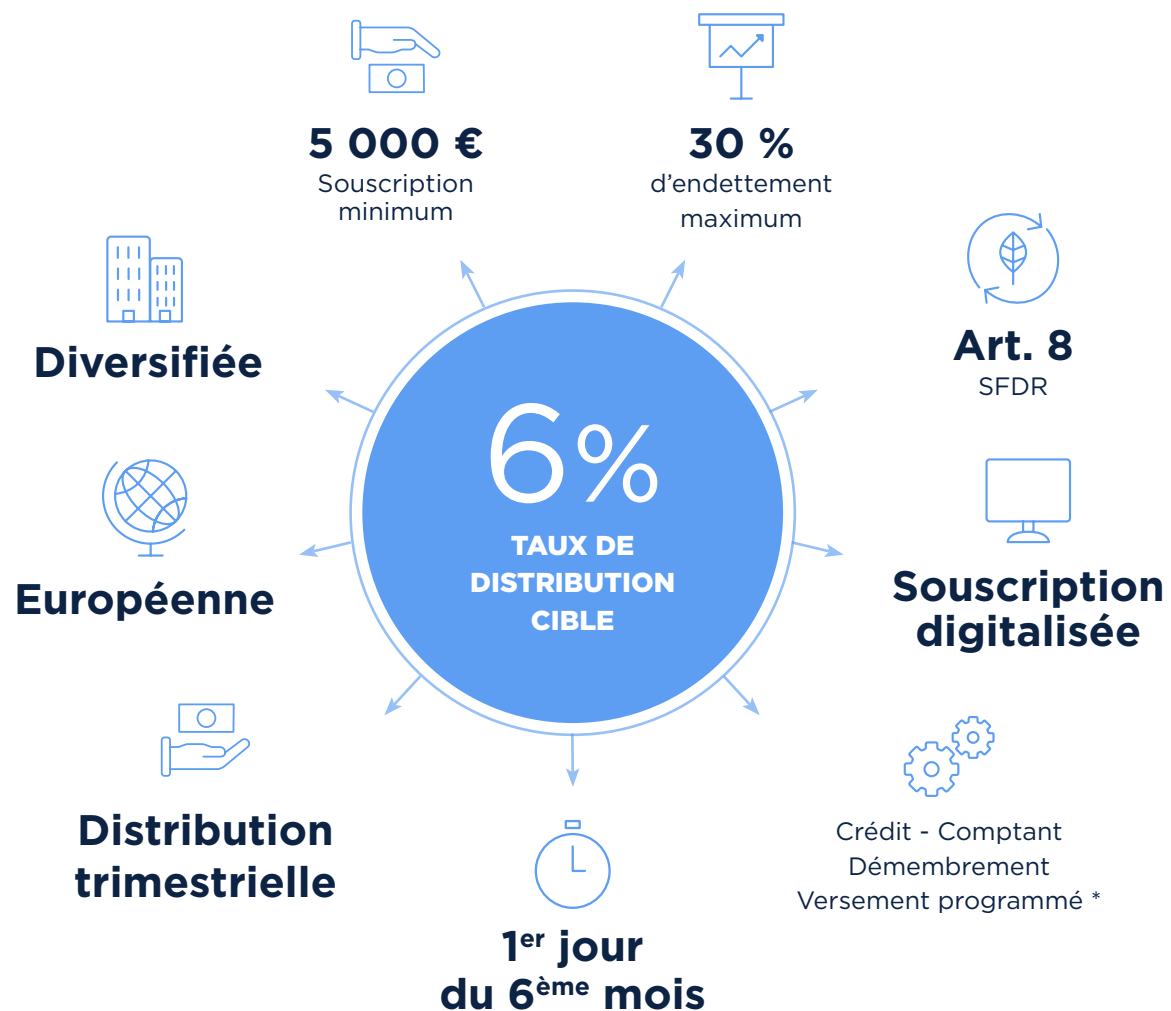 5 000 €
Souscription
minimum
30 %
d'endettement
maximum
Diversifiée
Art. 8
SFDR
6%
TAUX DE
DISTRIBUTION
CIBLE
Européenne
Souscription
digitalisée
Distribution
trimestrielle
Crédit - Comptant
Démembrement
Versement programmé *
1er jour
du 6ème mois